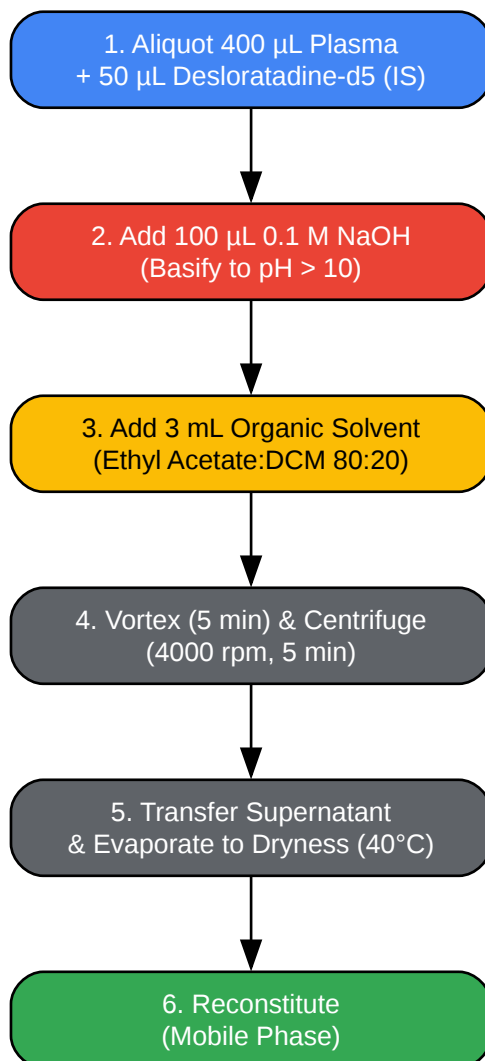 1. Aliquot 400 µL Plasma
+ 50 µL Desloratadine-d5 (IS)
2. Add 100 µL 0.1 M NaOH
(Basify to pH > 10)
3. Add 3 mL Organic Solvent
(Ethyl Acetate:DCM 80:20)
4. Vortex (5 min) & Centrifuge
(4000 rpm, 5 min)
5. Transfer Supernatant
& Evaporate to Dryness (40°C)
6. Reconstitute
(Mobile Phase)